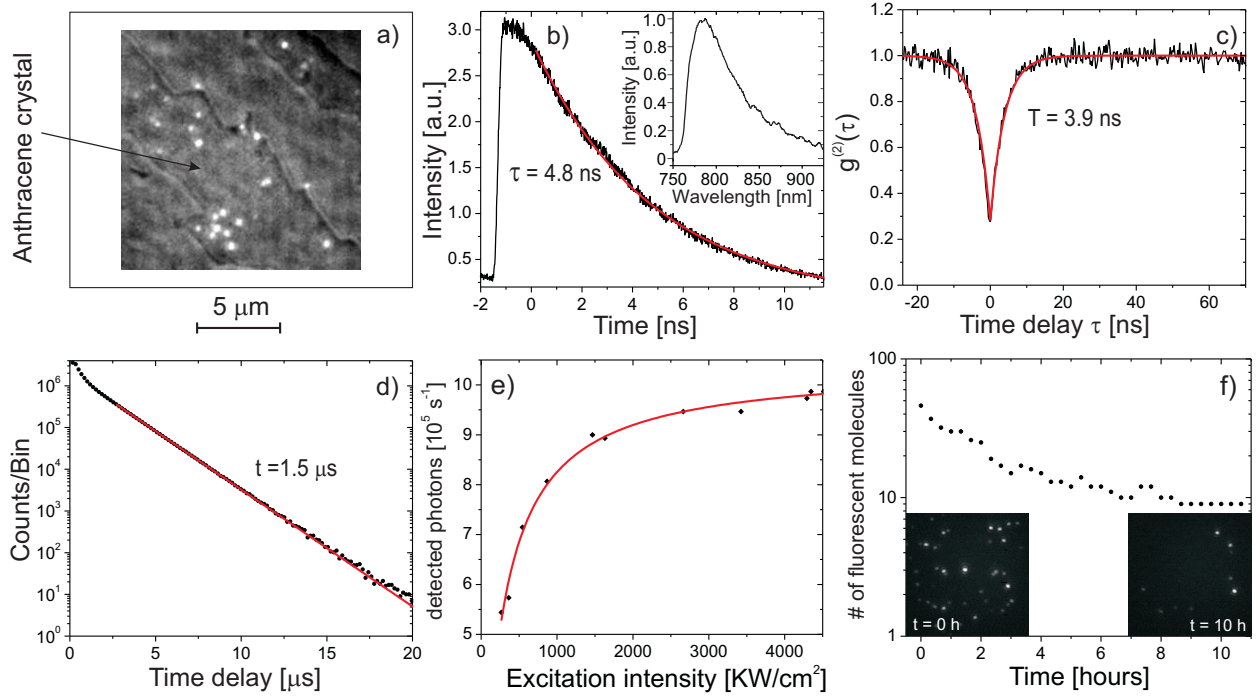 a)
Anthracene crystal
5 μm
b)
Intensity [a.u.]
3.0
2.5
2.0
1.5
1.0
0.5
-2 0 2 4 6 8 10
Time [ns]
τ = 4.8 ns
Intensity [a.u.]
1.0
0.8
0.6
0.4
0.2
0
750 800 850 900
Wavelength [nm]
c)
g⁽²⁾(τ)
1.2
1.0
0.8
0.6
0.4
0.2
0.0
-20 0 20 40 60
Time delay τ [ns]
T = 3.9 ns
d)
Counts/Bin
10⁶
10⁵
10⁴
10³
10²
10¹
10⁰
0 5 10 15 20
Time delay [μs]
t =1.5 μs
e)
detected photons [10⁵ s⁻¹]
10
9
8
7
6
5
0 1000 2000 3000 4000
Excitation intensity [KW/cm²]
f)
# of fluorescent molecules
100
10
1
0 2 4 6 8 10
Time [hours]
t = 0 h
t = 10 h